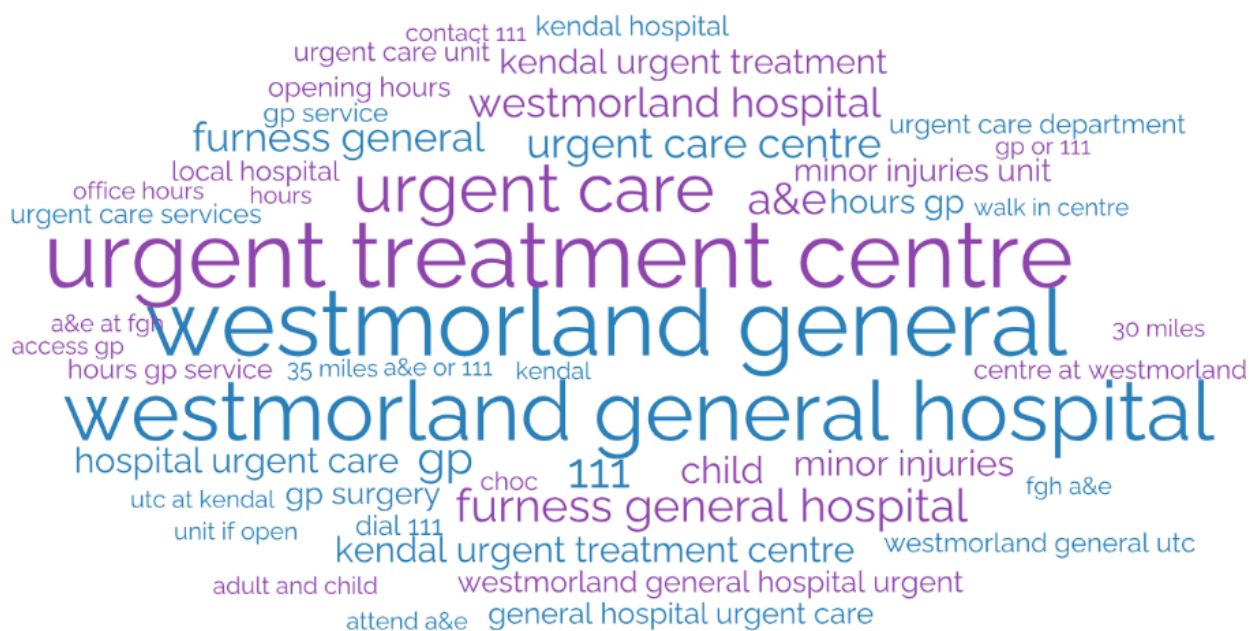 contact 111 kendal hospital
urgent care unit kendal urgent treatment
opening hours westmorland hospital
gp service
furness general urgent care centre urgent care department
gp or 111
local hospital urgent care minor injuries unit
office hours hours a&e hours gp walk in centre
urgent care services
urgent treatment centre
westmorland general
a&e at fgh 30 miles
access gp
hours gp service 35 miles a&e or 111 kendal centre at westmorland
westmorland general hospital
hospital urgent care gp 111 child minor injuries
choc fgh a&e
utc at kendal gp surgery furness general hospital
unit if open dial 111
kendal urgent treatment centre westmorland general utc
adult and child westmorland general hospital urgent
attend a&e general hospital urgent care